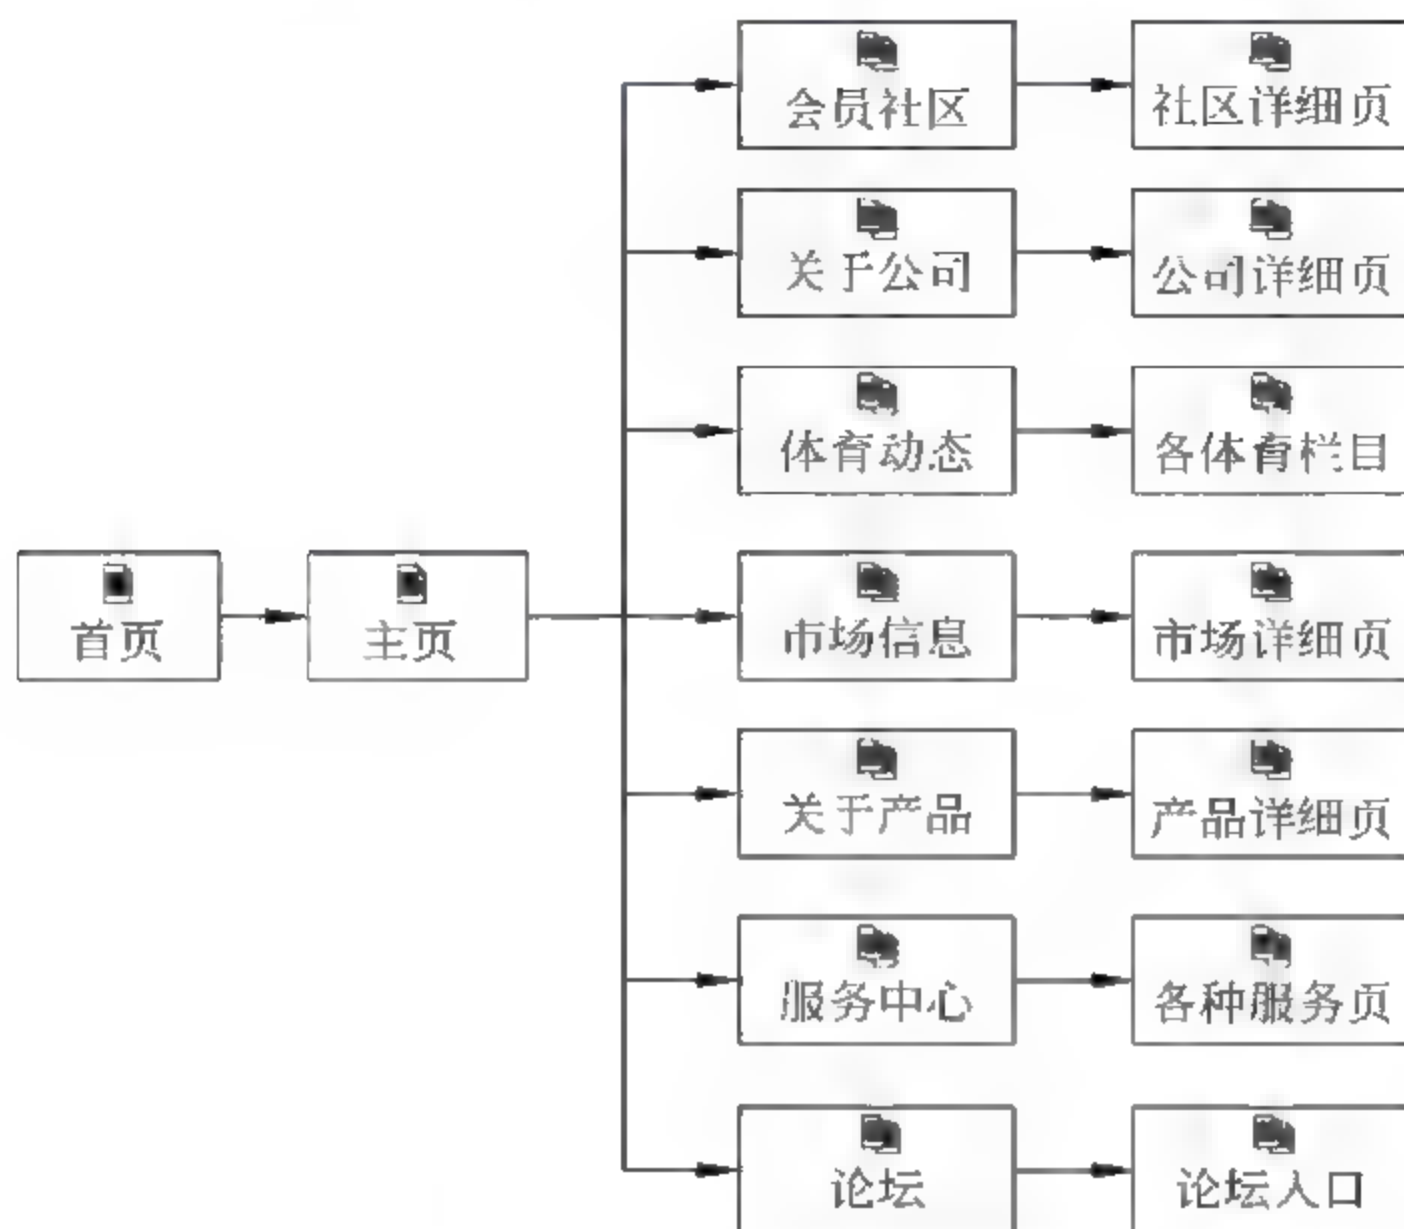 会员社区
社区详细页
关于公司
公司详细页
体育动态
各体育栏目
首页
主页
市场信息
市场详细页
关于产品
产品详细页
服务中心
各种服务页
论坛
论坛入口